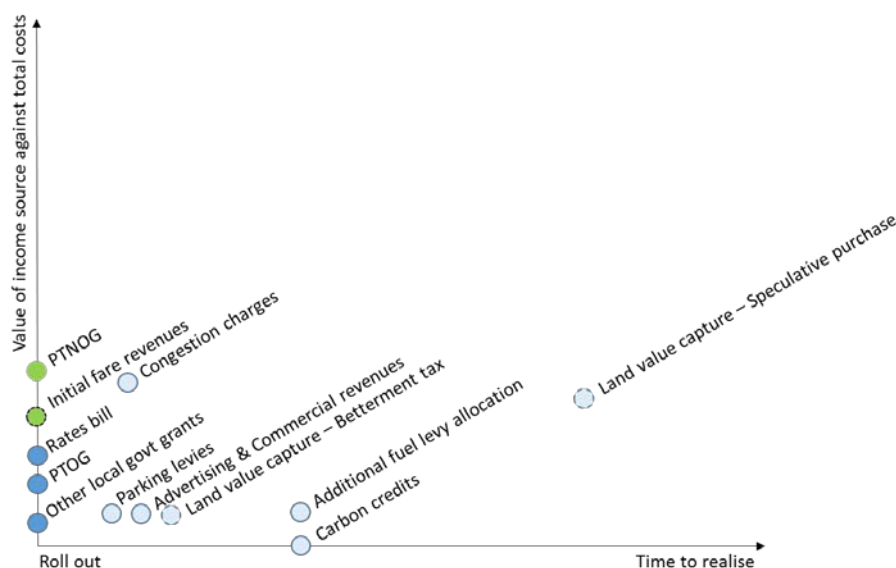 Value of income source against total costs
PTNOG
Initial fare revenues
Congestion charges
Rates bill
PTOG
Other local govt grants
Parking levies
Advertising & Commercial revenues
Land value capture – Betterment tax
Additional fuel levy allocation
Carbon credits
Land value capture – Speculative purchase
Roll out
Time to realise